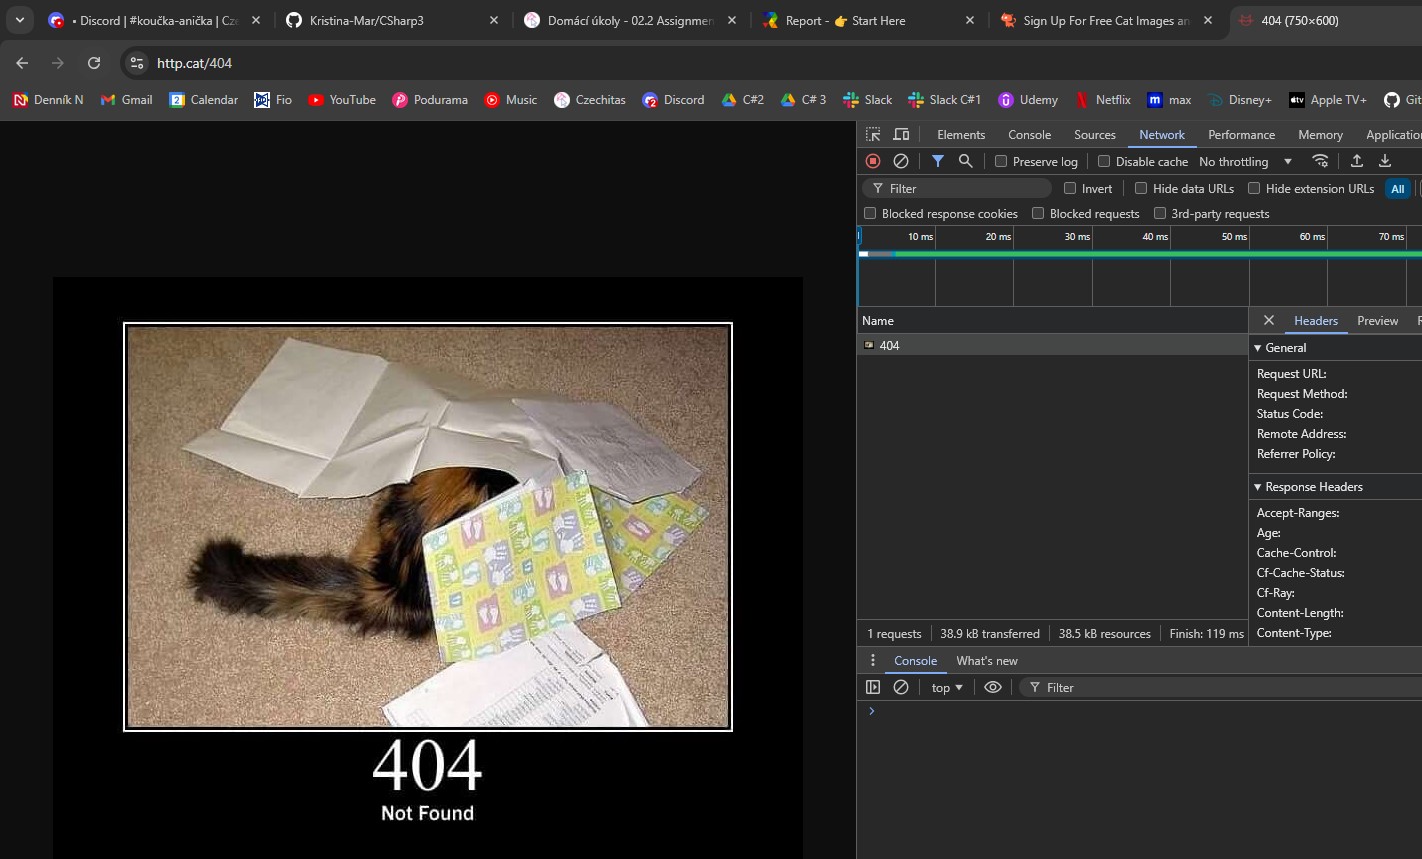 • Discord | #koučka-anička | Cze
Kristina-Mar/CSharp3
Domácí úkoly - 02.2 Assignmen
Report - 👉 Start Here
Sign Up For Free Cat Images an
404 (750×600)
http.cat/404
Denník N
Gmail
Calendar
Fio
YouTube
Podurama
Music
Czechitas
Discord
C#2
C# 3
Slack
Slack C#1
Udemy
Netflix
max
Disney+
Apple TV+
Git
Elements Console Sources Network Performance Memory Applicatio
Preserve log Disable cache No throttling
Filter Invert Hide data URLs Hide extension URLs All
Blocked response cookies Blocked requests 3rd-party requests
10 ms 20 ms 30 ms 40 ms 50 ms 60 ms 70 ms
Name
404
Headers Preview
General
Request URL:
Request Method:
Status Code:
Remote Address:
Referrer Policy:
Response Headers
Accept-Ranges:
Age:
Cache-Control:
Cf-Cache-Status:
Cf-Ray:
Content-Length:
Content-Type:
1 requests 38.9 kB transferred 38.5 kB resources Finish: 119 ms
Console What's new
top Filter
404
Not Found